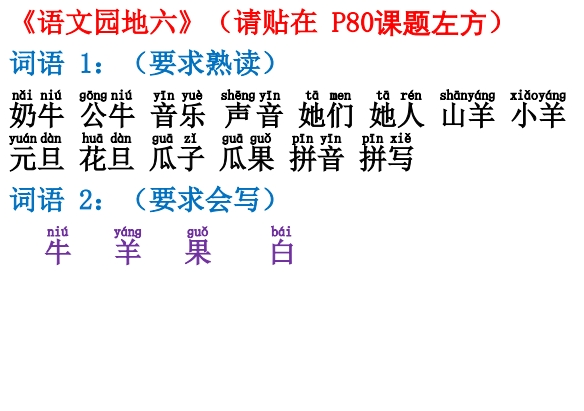 《语文园地六》（请贴在 P80课题左方）
词语 1：（要求熟读）
nǎi niú gōng niú yīn yuè shēng yīn tā men tā rén shānyáng xiǎoyáng
奶牛 公牛 音乐 声音 她们 她人 山羊 小羊
yuán dàn huā dàn guā zǐ guā guǒ pīn yīn pīn xiě
元旦 花旦 瓜子 瓜果 拼音 拼写
词语 2：（要求会写）
niú yáng guǒ bái
牛 羊 果 白